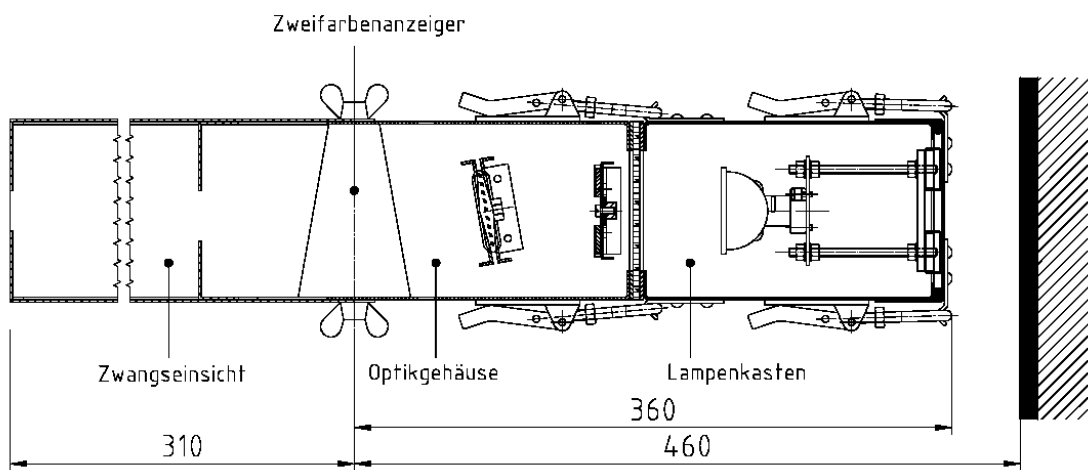 Zweifarbenanzeiger
Zwangseinsicht
Optikgehäuse
Lampenkasten
360
310
460